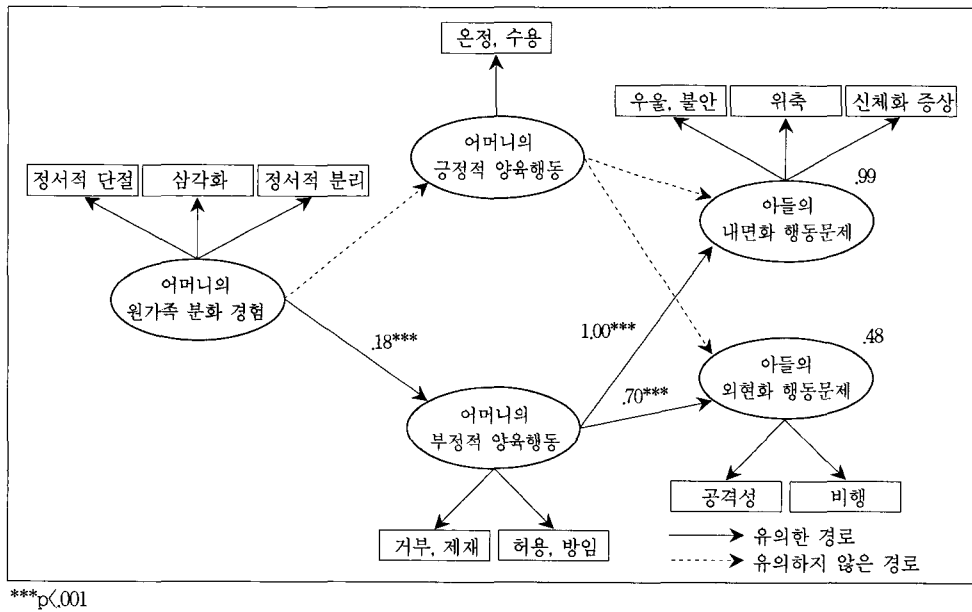 온정, 수용
우울, 불안
위축
신체화 증상
어머니의
긍정적 양육행동
정서적 단절
삼각화
정서적 분리
.99
아들의
내면화 행동문제
어머니의
원가족 분화 경험
.18***
1.00***
.48
아들의
외현화 행동문제
.70***
어머니의
부정적 양육행동
공격성
비행
거부, 제재
허용, 방임
유의한 경로
유의하지 않은 경로
***p<.001